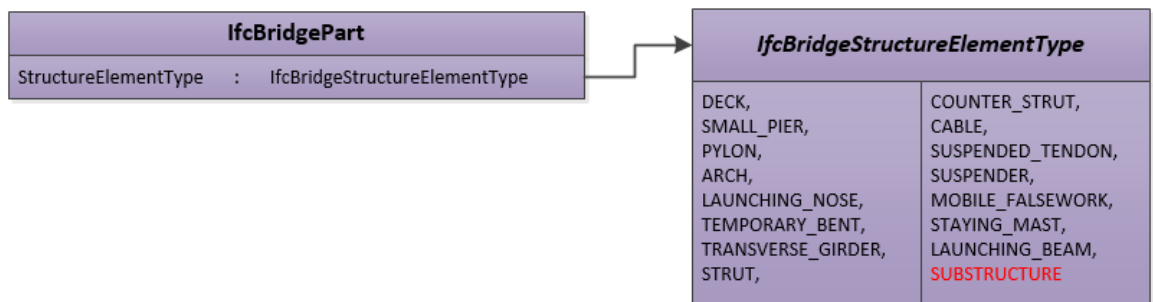 IfcBridgePart
StructureElementType : IfcBridgeStructureElementType
IfcBridgeStructureElementType
DECK,
SMALL_PIER,
PYLON,
ARCH,
LAUNCHING_NOSE,
TEMPORARY_BENT,
TRANSVERSE_GIRDER,
STRUT,
COUNTER_STRUT,
CABLE,
SUSPENDED_TENDON,
SUSPENDER,
MOBILE_FALSEWORK,
STAYING_MAST,
LAUNCHING_BEAM,
SUBSTRUCTURE